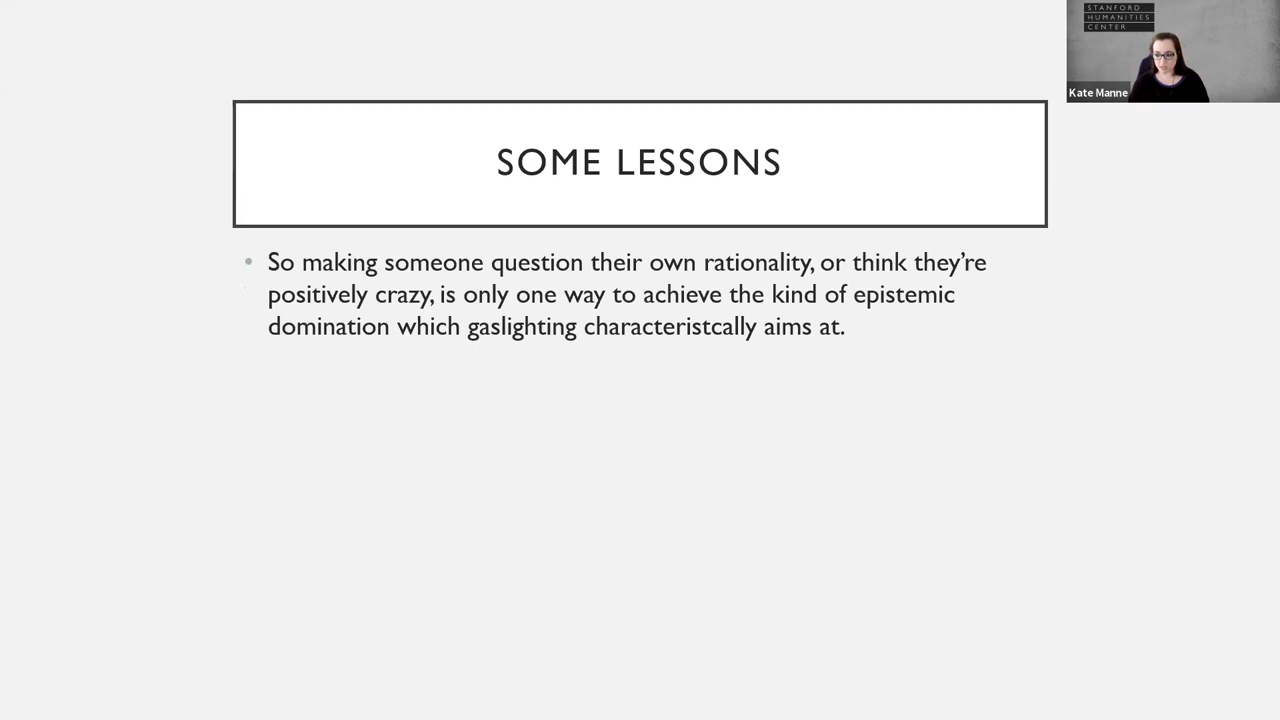 STANFORD
HUMANITIES
CENTER
Kate Manne
SOME LESSONS
• So making someone question their own rationality, or think they’re
positively crazy, is only one way to achieve the kind of epistemic
domination which gaslighting characteristcally aims at.